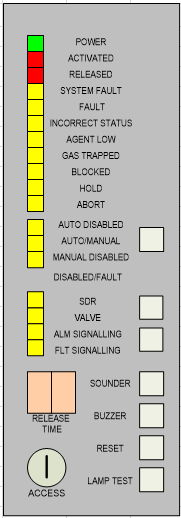 POWER
ACTIVATED
RELEASED
SYSTEM FAULT
FAULT
INCORRECT STATUS
AGENT LOW
GAS TRAPPED
BLOCKED
HOLD
ABORT
AUTO DISABLED
AUTO/MANUAL
MANUAL DISABLED
DISABLED/FAULT
SDR
VALVE
ALM SIGNALLING
FLT SIGNALLING
SOUNDER
RELEASE
TIME
BUZZER
RESET
LAMP TEST
ACCESS